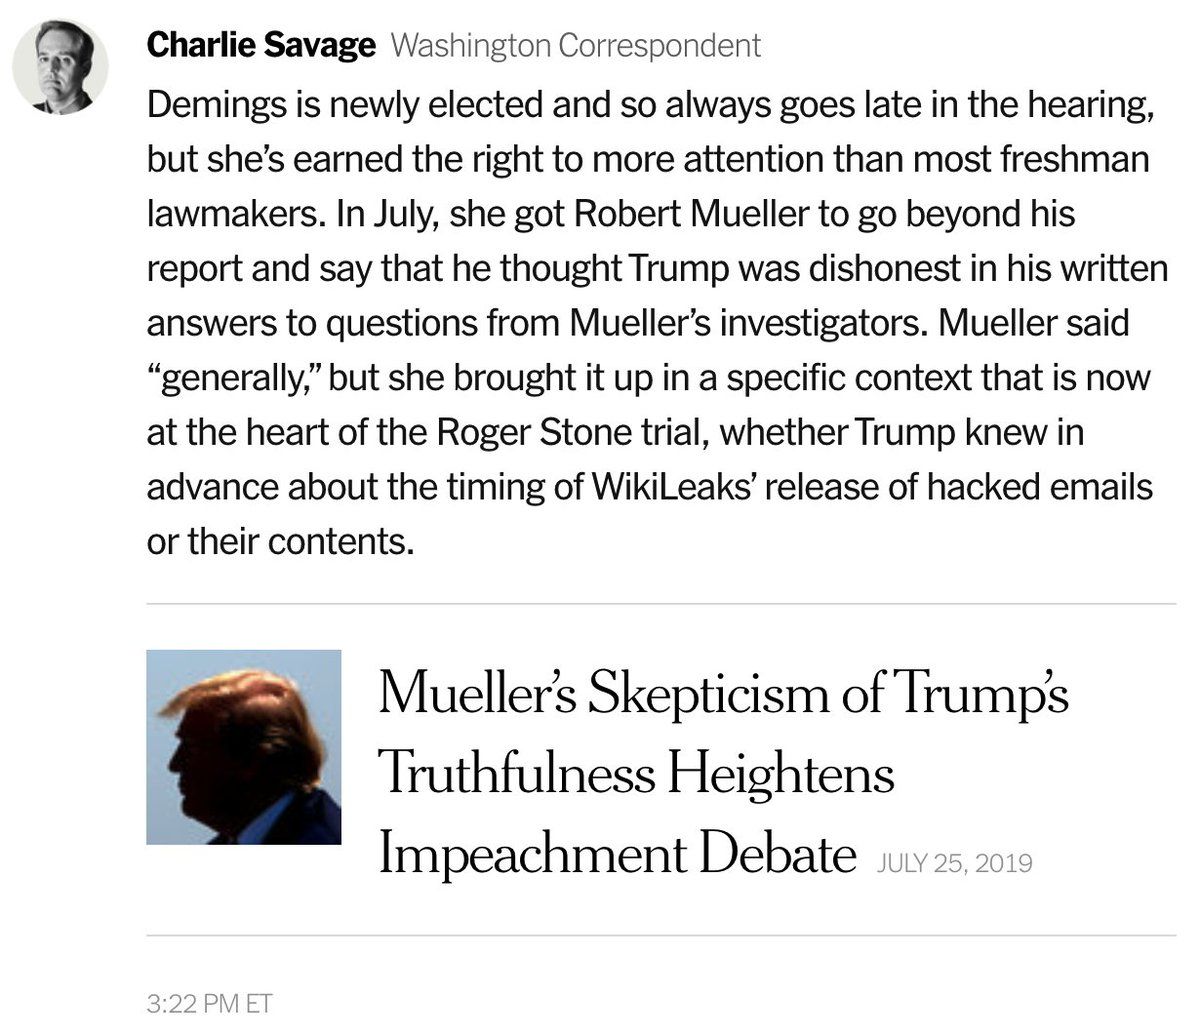 Charlie Savage Washington Correspondent
Demings is newly elected and so always goes late in the hearing,
but she’s earned the right to more attention than most freshman
lawmakers. In July, she got Robert Mueller to go beyond his
report and say that he thought Trump was dishonest in his written
answers to questions from Mueller’s investigators. Mueller said
“generally,” but she brought it up in a specific context that is now
at the heart of the Roger Stone trial, whether Trump knew in
advance about the timing of WikiLeaks’ release of hacked emails
or their contents.
Mueller’s Skepticism of Trump’s
Truthfulness Heightens
Impeachment Debate JULY 25, 2019
3:22 PM ET